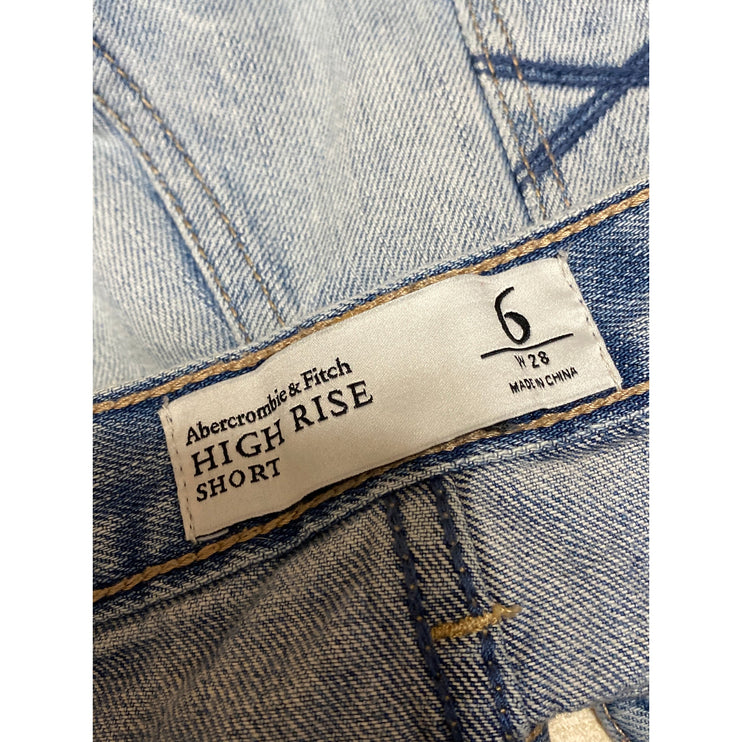 Abercrombie & Fitch
HIGH RISE
SHORT
6
W 28
MADE IN CHINA